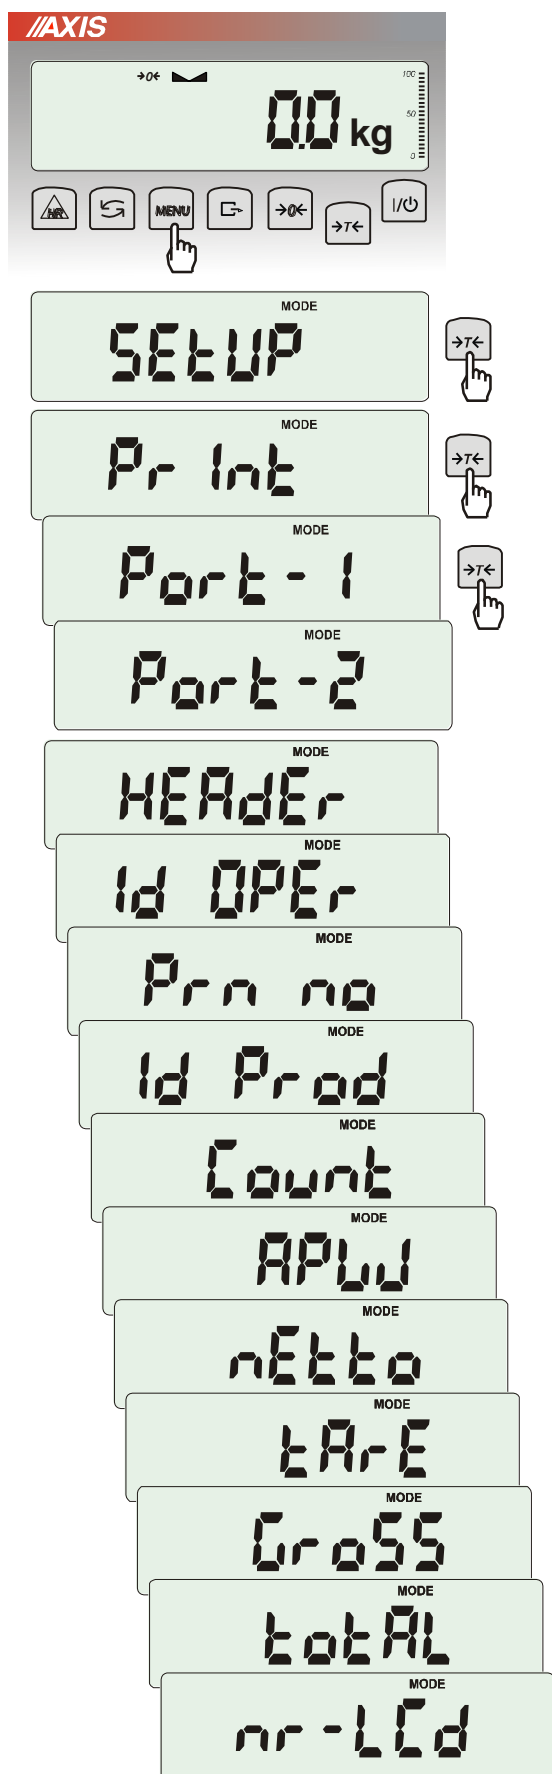 AXIS
→0← 100
0.0 kg 50
0
HR MENU →0← →T← I/
MODE
SEtUP →T←
MODE
Pr Int →T←
MODE
Port-1 →T←
MODE
Port-2
MODE
HEAdEr
MODE
Id OPEr
MODE
Prn no
MODE
Id Prod
MODE
Count
MODE
APW
MODE
nEtto
MODE
tArE
MODE
GroSS
MODE
totAL
MODE
nr-LCd